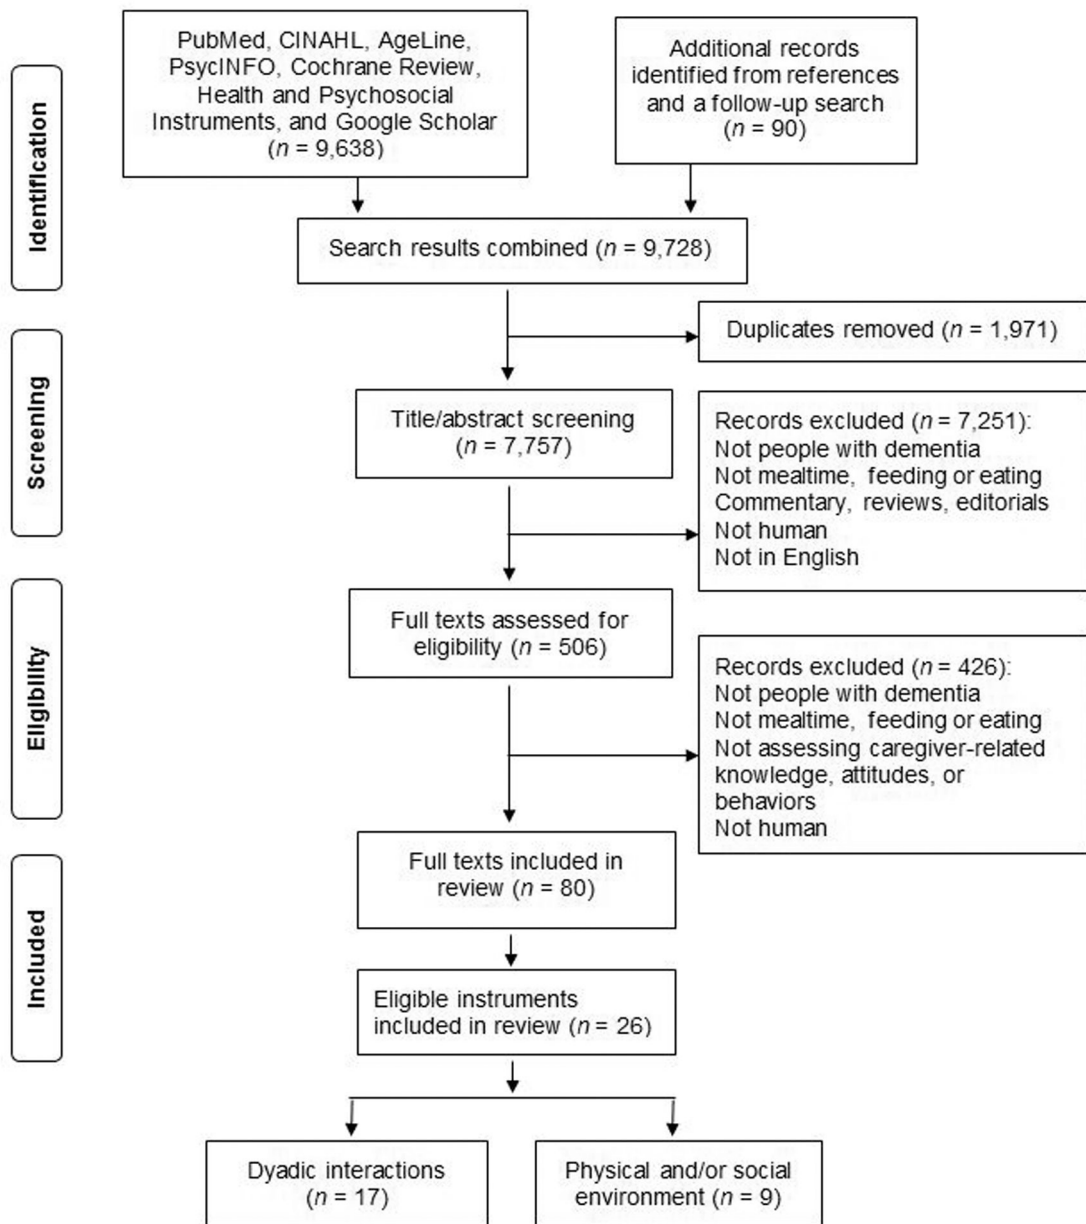 Identification
PubMed, CINAHL, AgeLine,
PsycINFO, Cochrane Review,
Health and Psychosocial
Instruments, and Google Scholar
(n = 9,638)
Additional records
identified from references
and a follow-up search
(n = 90)
Search results combined (n = 9,728)
Screening
Duplicates removed (n = 1,971)
Title/abstract screening
(n = 7,757)
Records excluded (n = 7,251):
Not people with dementia
Not mealtime, feeding or eating
Commentary, reviews, editorials
Not human
Not in English
Eligibility
Full texts assessed for
eligibility (n = 506)
Records excluded (n = 426):
Not people with dementia
Not mealtime, feeding or eating
Not assessing caregiver-related
knowledge, attitudes, or
behaviors
Not human
Included
Full texts included in
review (n = 80)
Eligible instruments
included in review (n = 26)
Dyadic interactions
(n = 17)
Physical and/or social
environment (n = 9)